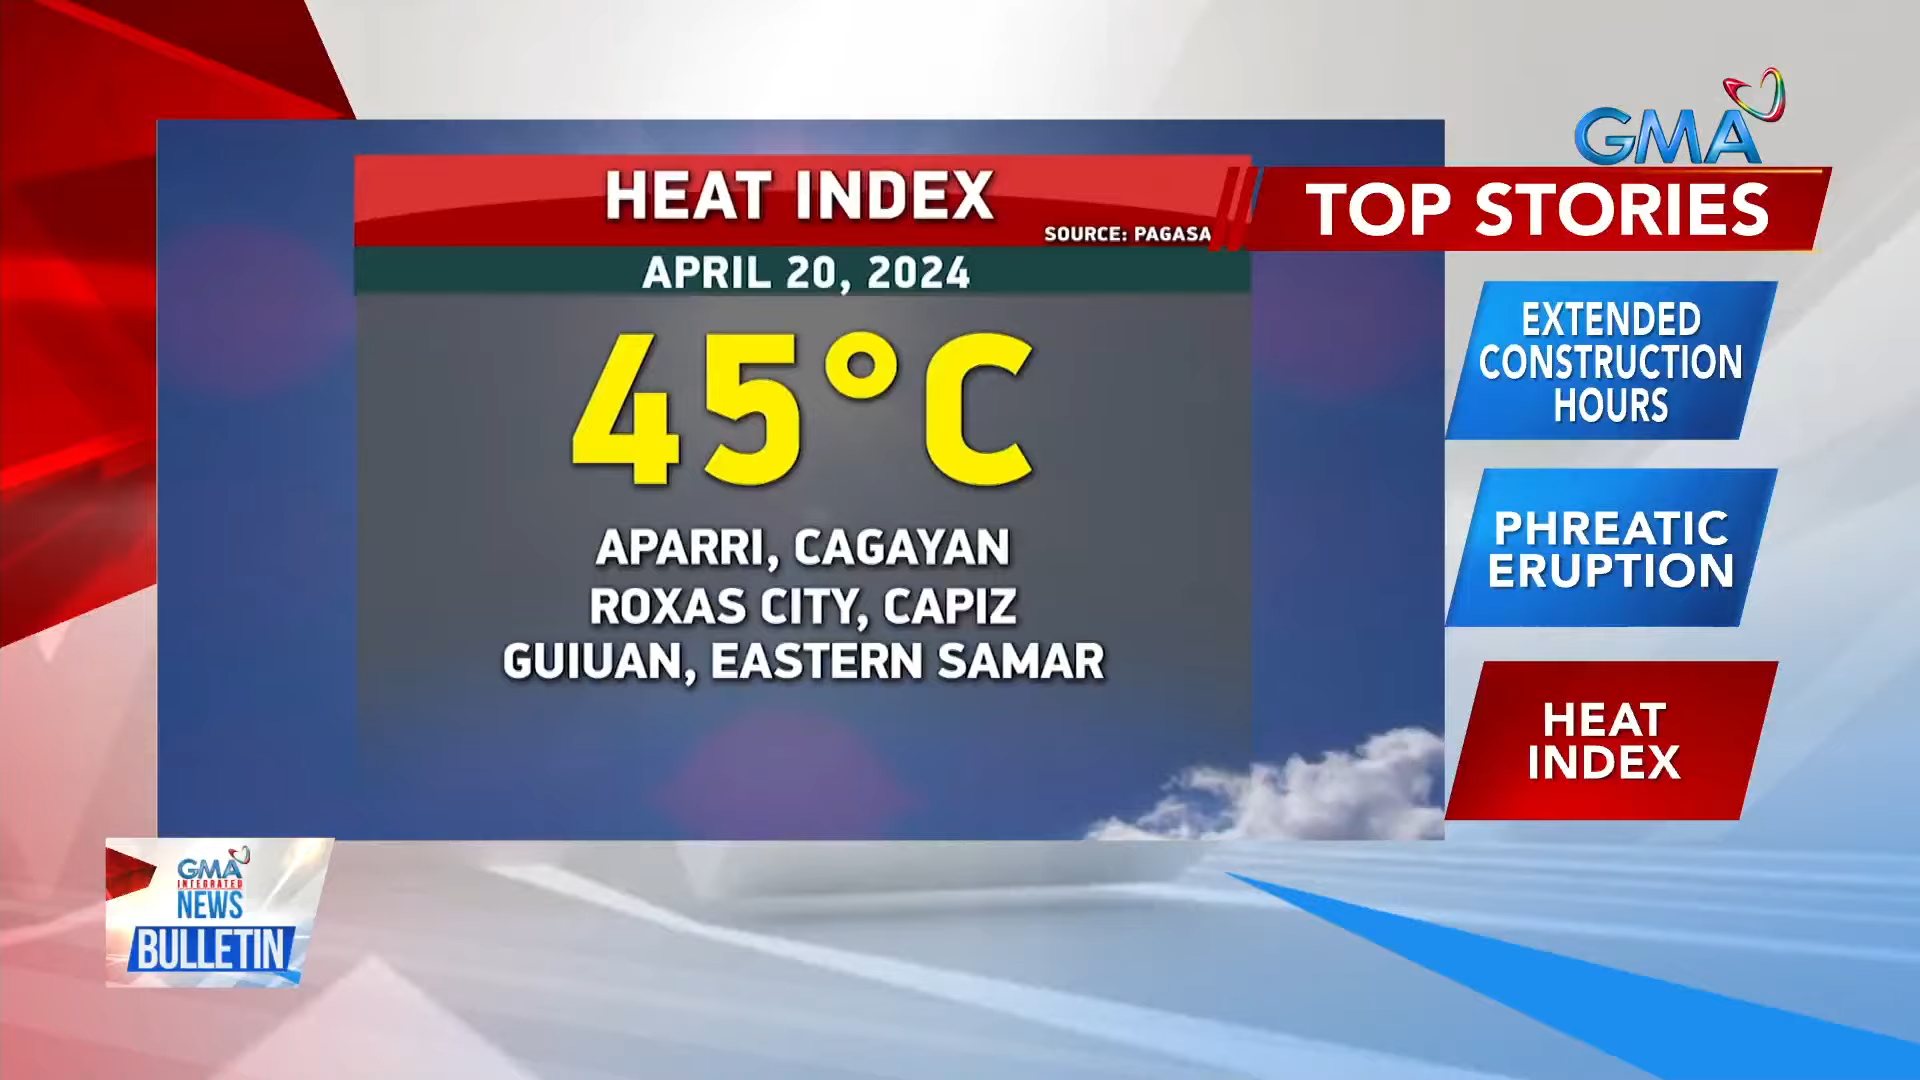 HEAT INDEX
SOURCE: PAGASA
APRIL 20, 2024
45°C
APARRI, CAGAYAN
ROXAS CITY, CAPIZ
GUIUAN, EASTERN SAMAR
GMA
TOP STORIES
EXTENDED
CONSTRUCTION
HOURS
PHREATIC
ERUPTION
HEAT
INDEX
GMA
INTEGRATED
NEWS
BULLETIN